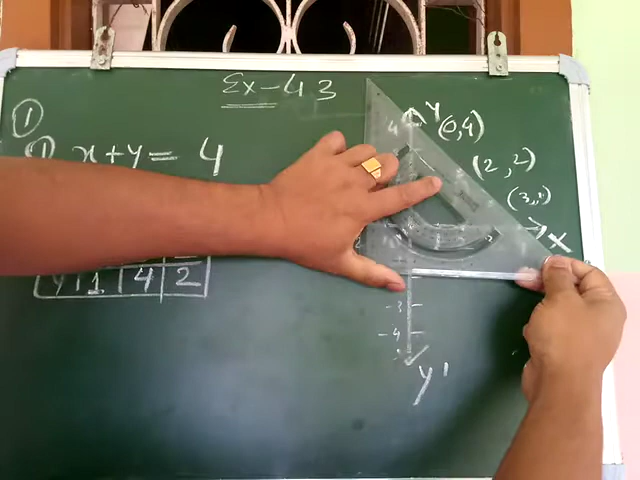 Ex-4 3
①
① x+y= 4
y 1 4 2
4 Y (0,4)
(2,2)
(3,1)
X
-3
-4
y'